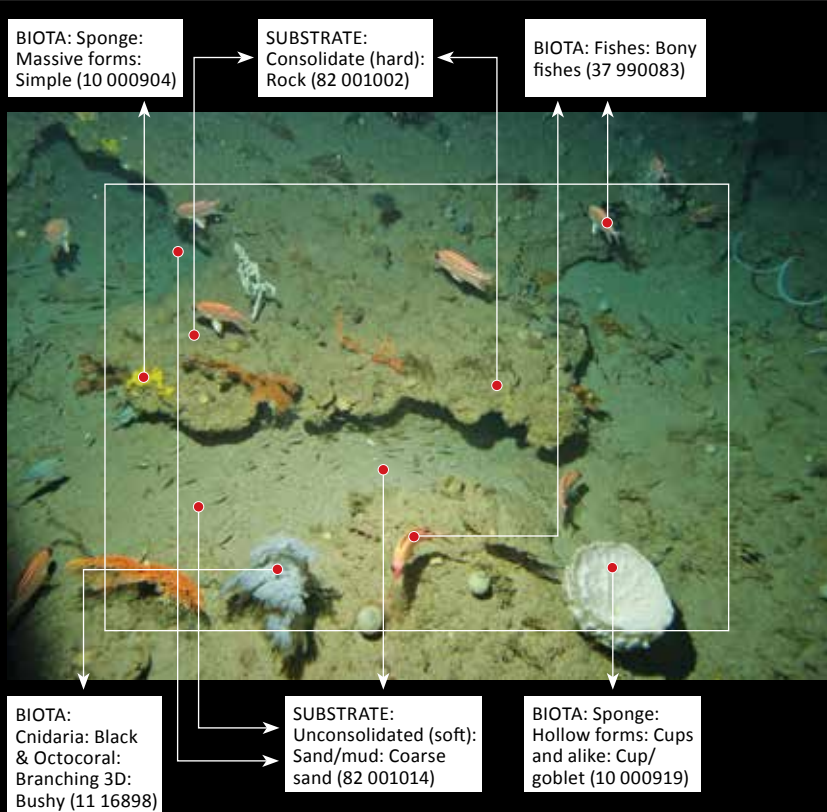 BIOTA: Sponge:
Massive forms:
Simple (10 000904)
SUBSTRATE:
Consolidate (hard):
Rock (82 001002)
BIOTA: Fishes: Bony
fishes (37 990083)
BIOTA:
Cnidaria: Black
& Octocoral:
Branching 3D:
Bushy (11 16898)
SUBSTRATE:
Unconsolidated (soft):
Sand/mud: Coarse
sand (82 001014)
BIOTA: Sponge:
Hollow forms: Cups
and alike: Cup/
goblet (10 000919)